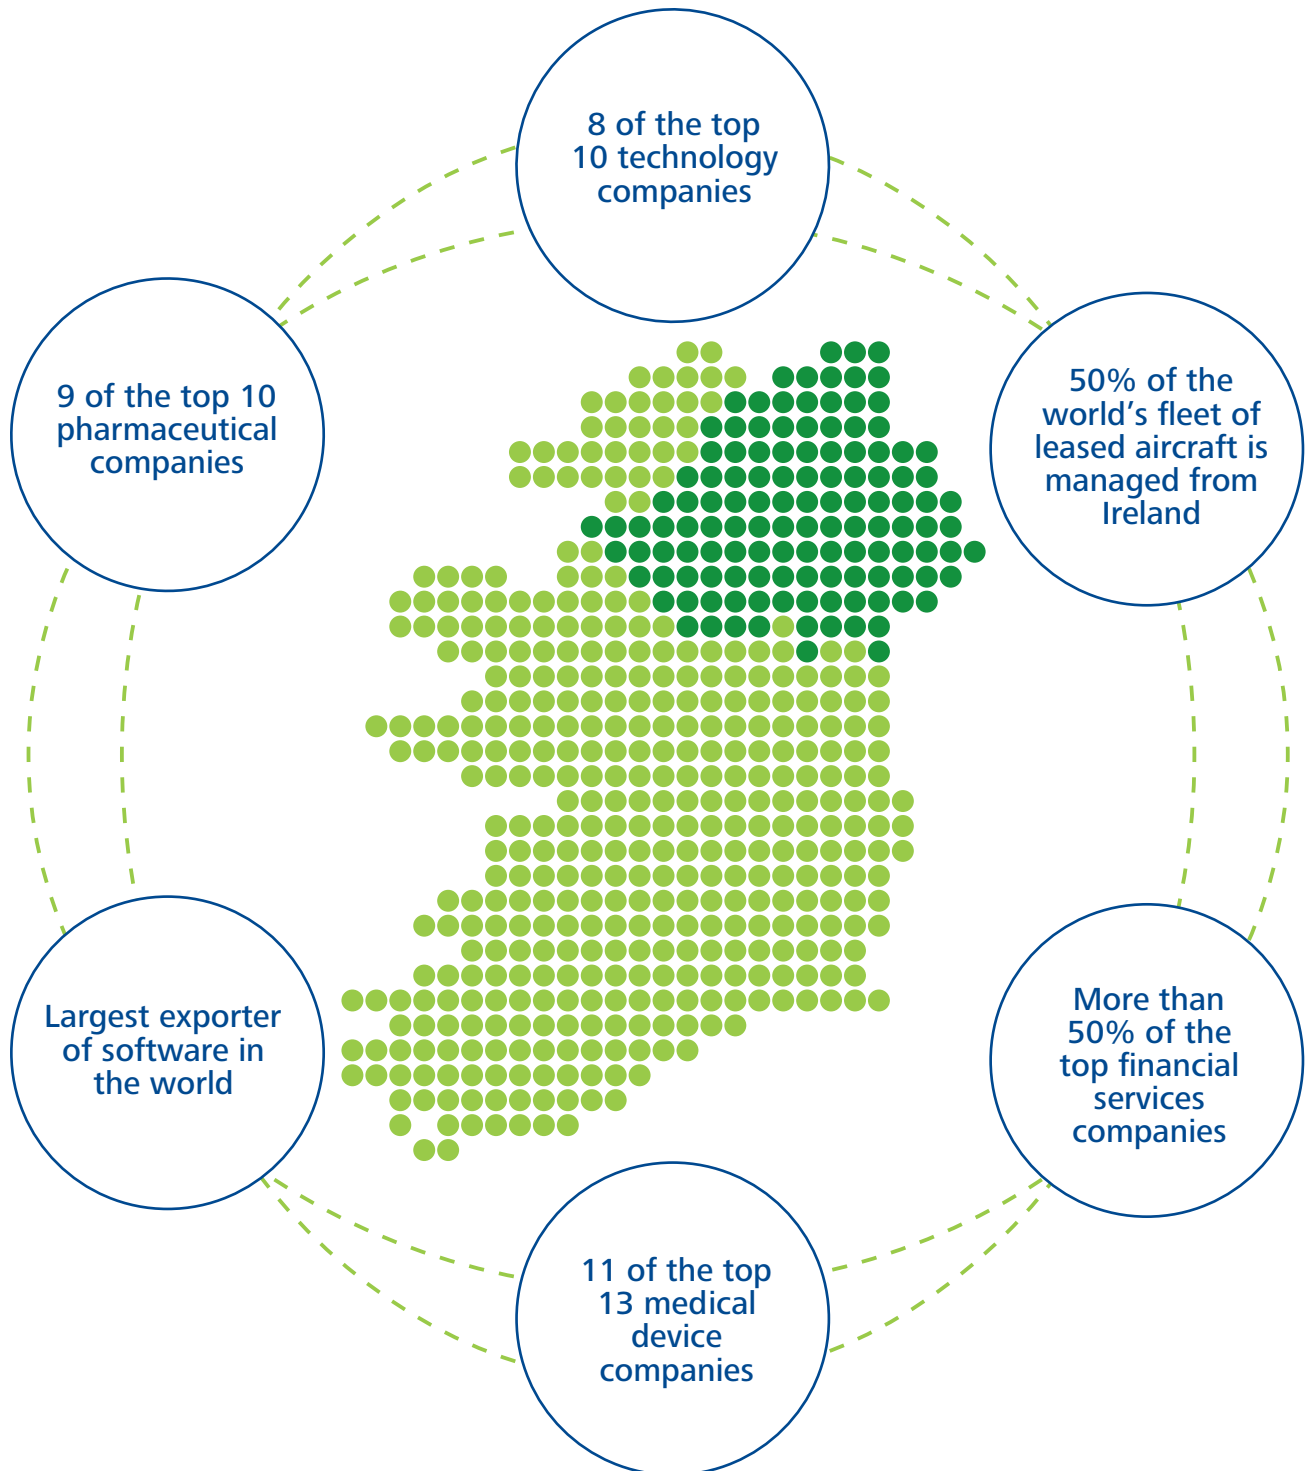 8 of the top
10 technology
companies
9 of the top 10
pharmaceutical
companies
50% of the
world’s fleet of
leased aircraft is
managed from
Ireland
Largest exporter
of software in
the world
More than
50% of the
top financial
services
companies
11 of the top
13 medical
device
companies